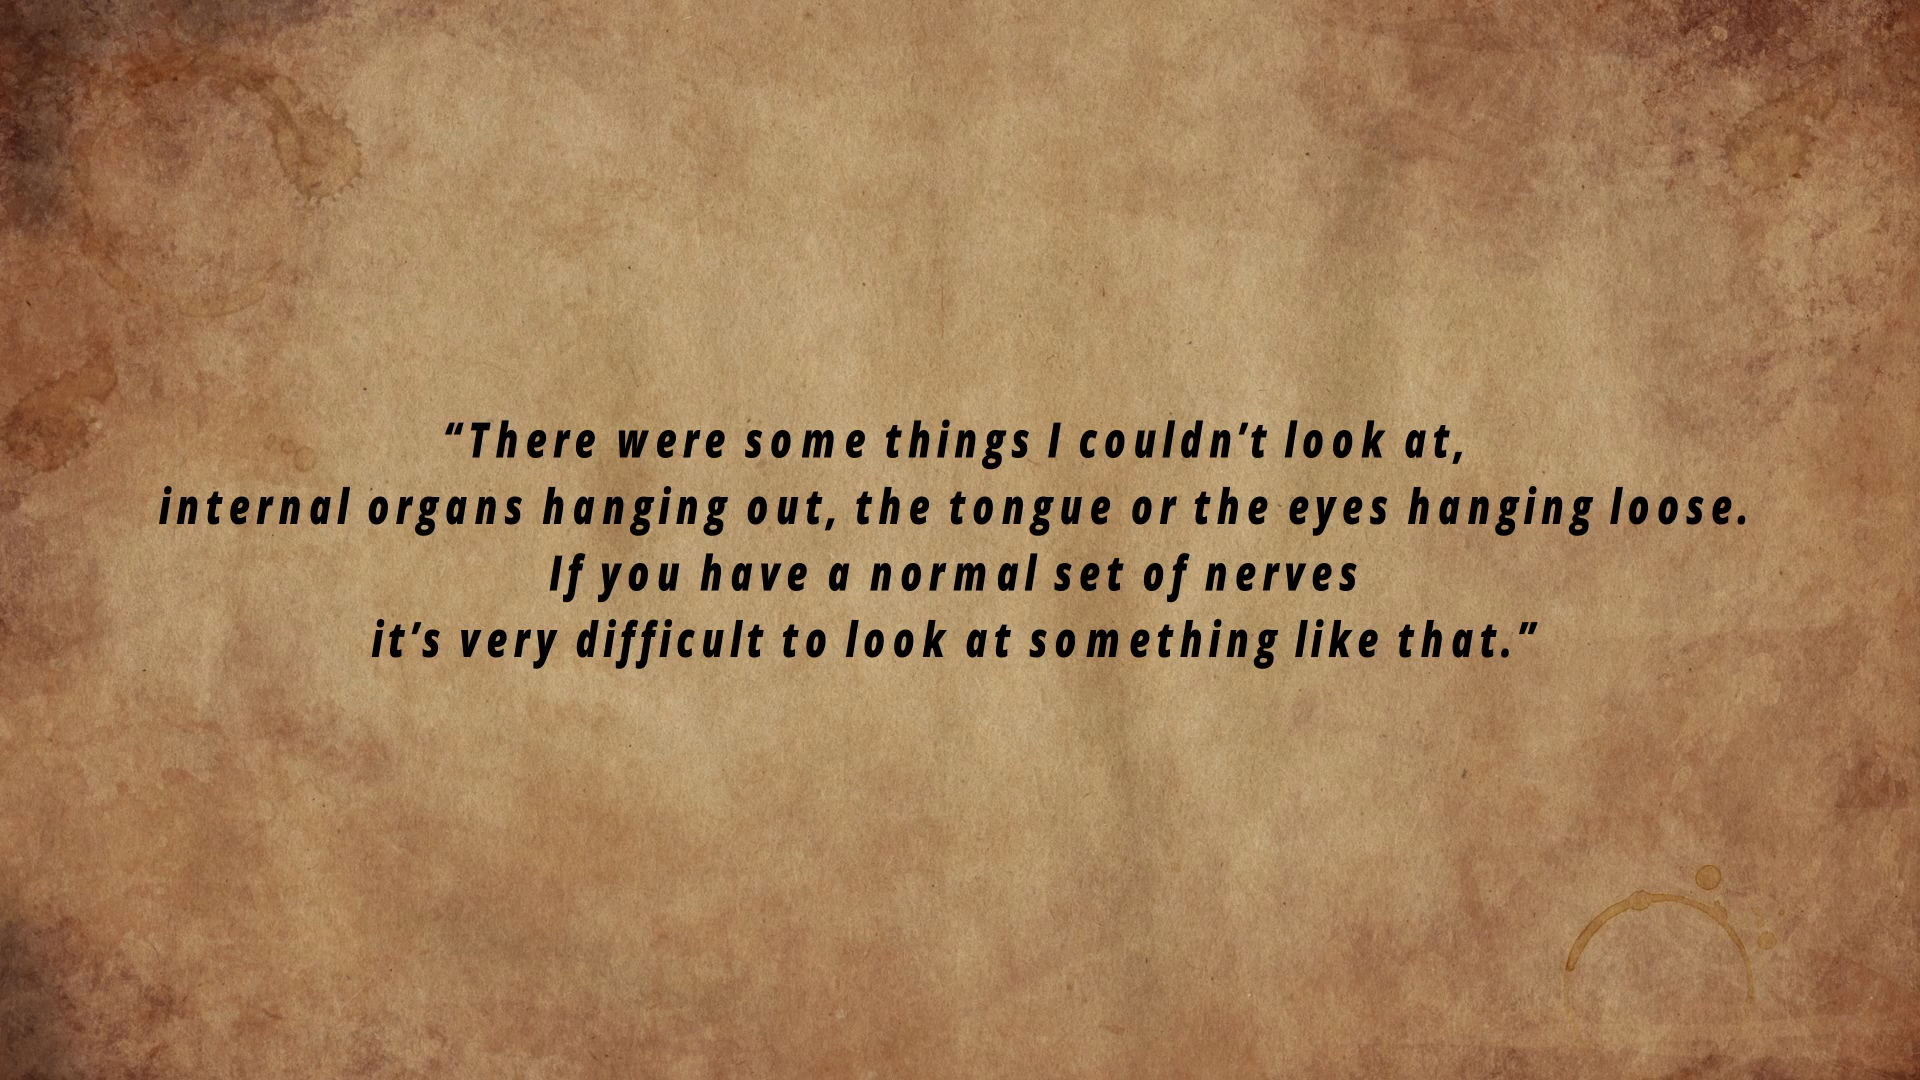 “There were some things I couldn’t look at,
internal organs hanging out, the tongue or the eyes hanging loose.
If you have a normal set of nerves
it’s very difficult to look at something like that.”